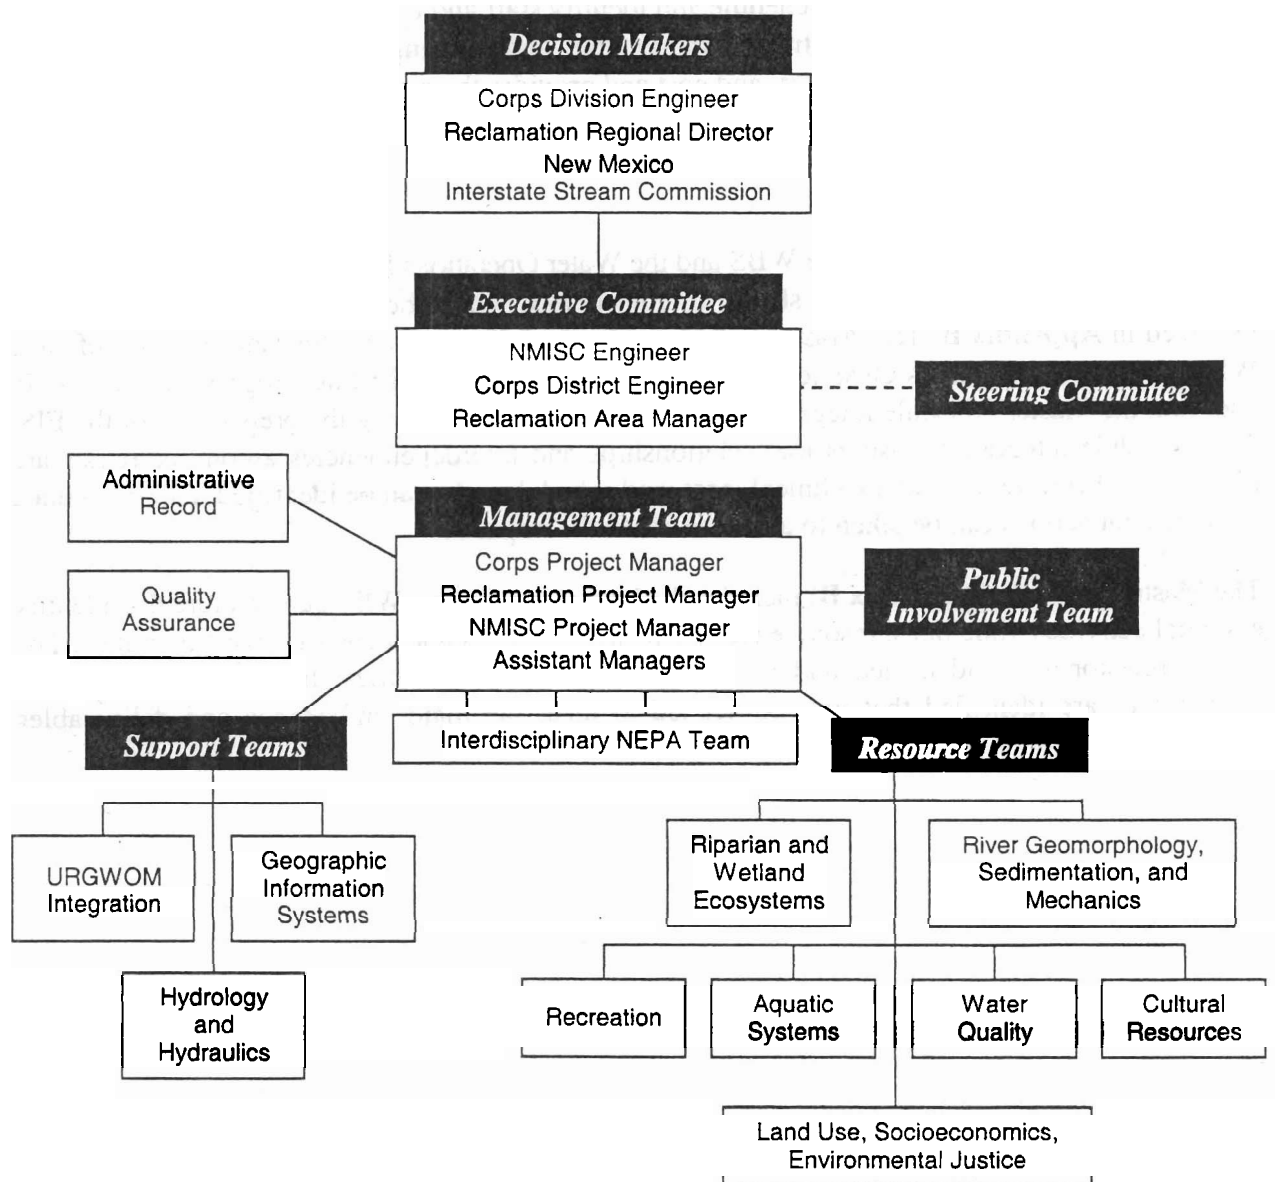 Decision Makers
Corps Division Engineer
Reclamation Regional Director
New Mexico
Interstate Stream Commission
Executive Committee
NMISC Engineer
Corps District Engineer
Reclamation Area Manager
Steering Committee
Administrative
Record
Management Team
Corps Project Manager
Reclamation Project Manager
NMISC Project Manager
Assistant Managers
Quality
Assurance
Public
Involvement Team
Support Teams
Interdisciplinary NEPA Team
Resource Teams
URGWOM
Integration
Geographic
Information
Systems
Hydrology
and
Hydraulics
Riparian and
Wetland
Ecosystems
River Geomorphology,
Sedimentation, and
Mechanics
Recreation
Aquatic
Systems
Water
Quality
Cultural
Resources
Land Use, Socioeconomics,
Environmental Justice